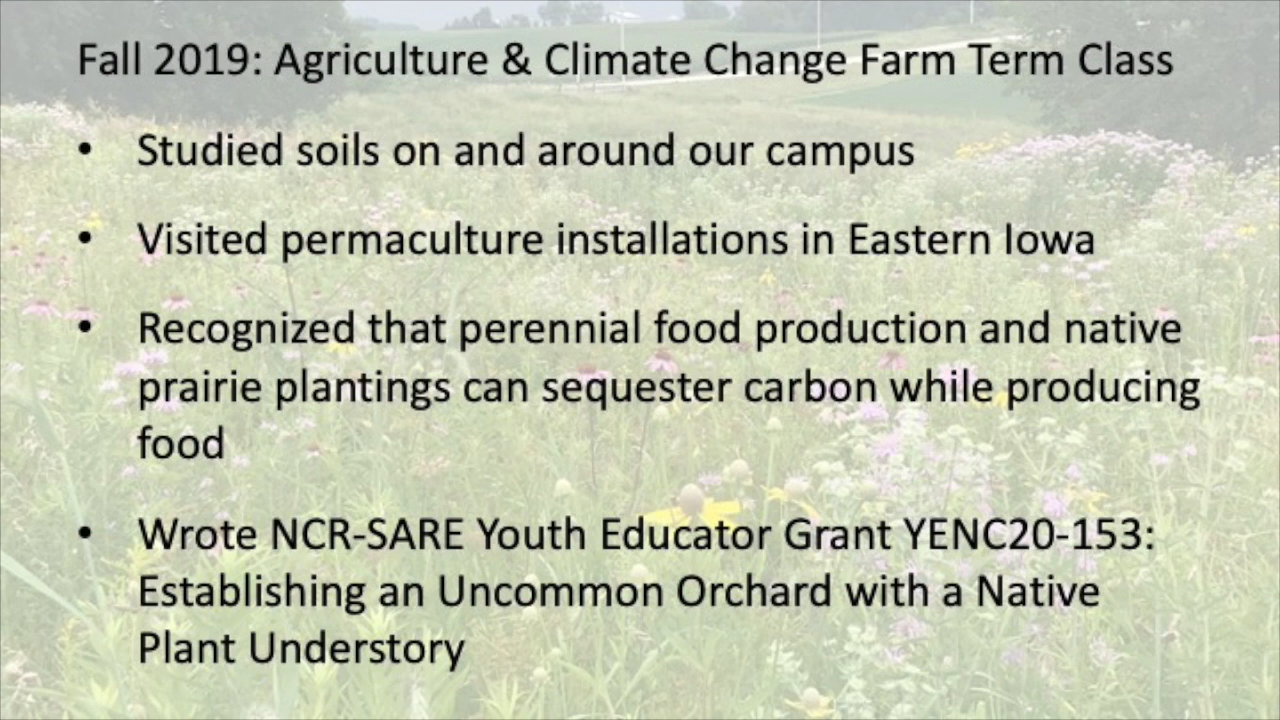 Fall 2019: Agriculture & Climate Change Farm Term Class
• Studied soils on and around our campus
• Visited permaculture installations in Eastern Iowa
• Recognized that perennial food production and native
prairie plantings can sequester carbon while producing
food
• Wrote NCR-SARE Youth Educator Grant YENC20-153:
Establishing an Uncommon Orchard with a Native
Plant Understory